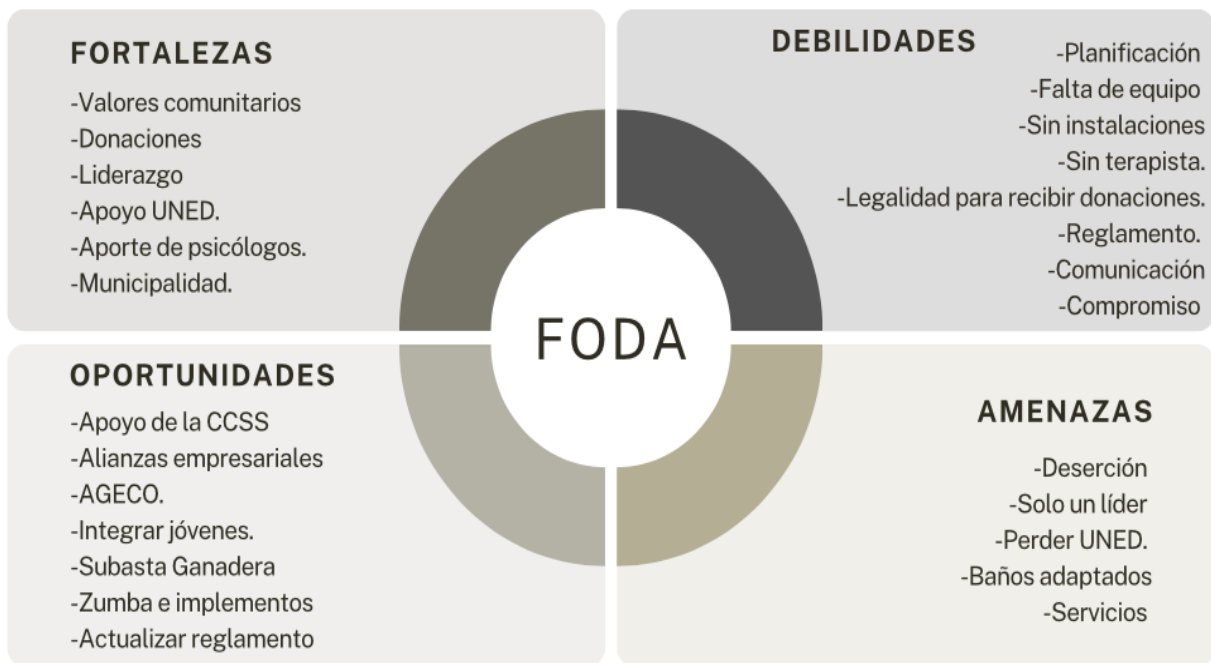 FORTALEZAS
-Valores comunitarios
-Donaciones
-Liderazgo
-Apoyo UNED.
-Aporte de psicólogos.
-Municipalidad.
DEBILIDADES
-Planificación
-Falta de equipo
-Sin instalaciones
-Sin terapista.
-Legalidad para recibir donaciones.
-Reglamento.
-Comunicación
-Compromiso
FODA
OPORTUNIDADES
-Apoyo de la CCSS
-Alianzas empresariales
-AGECO.
-Integrar jóvenes.
-Subasta Ganadera
-Zumba e implementos
-Actualizar reglamento
AMENAZAS
-Deserción
-Solo un líder
-Perder UNED.
-Baños adaptados
-Servicios